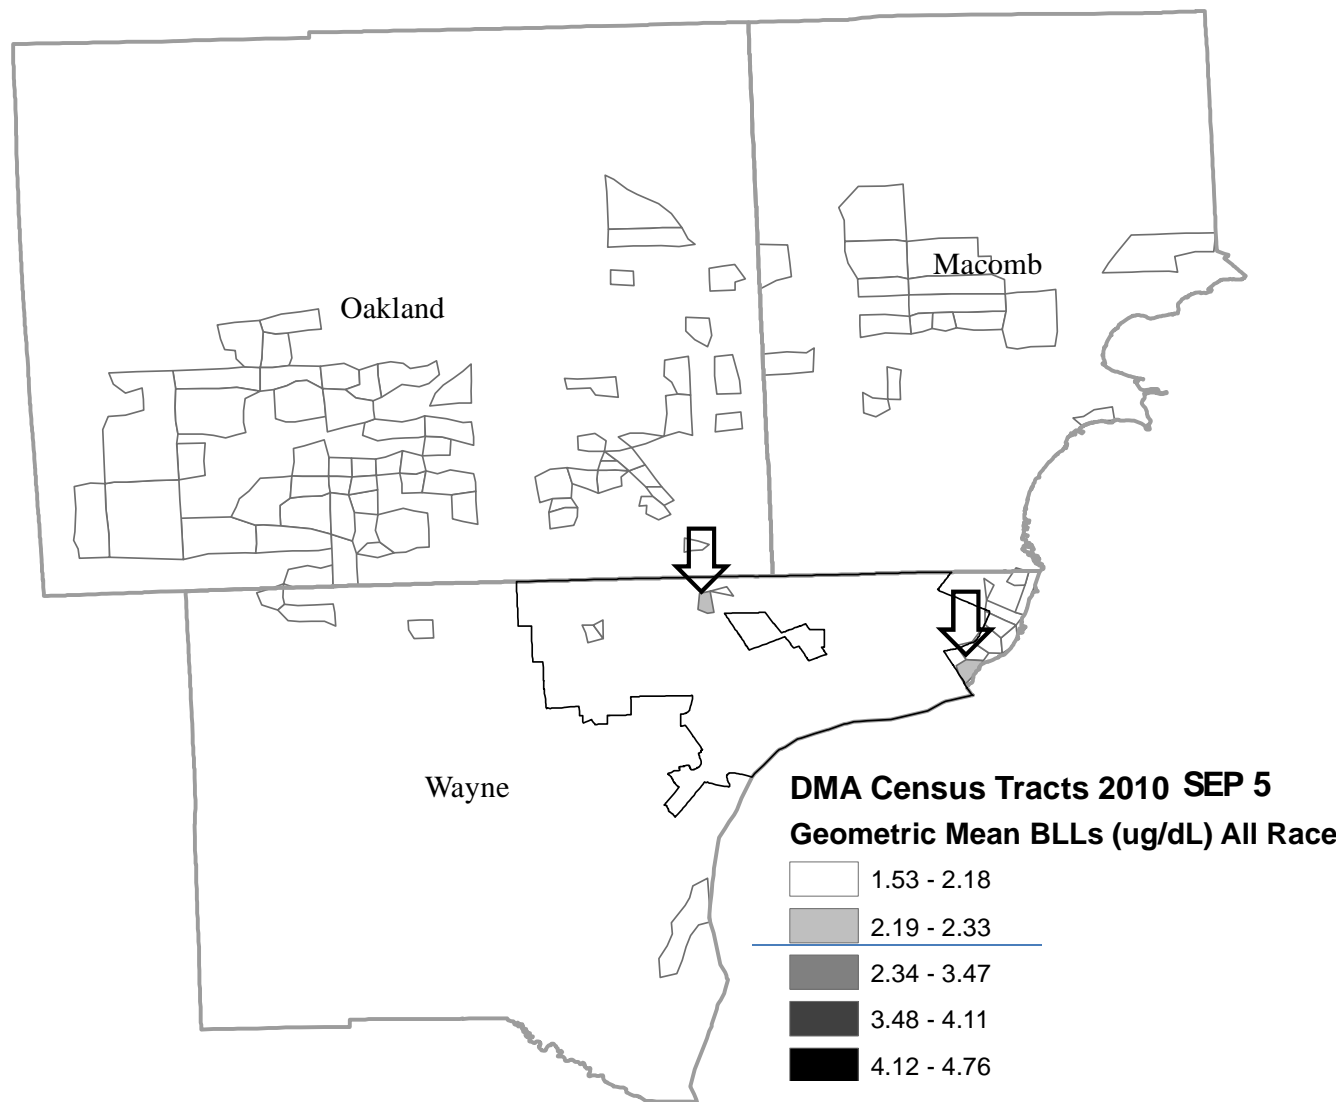 Oakland
Macomb
Wayne
DMA Census Tracts 2010 SEP 5
Geometric Mean BLLs (ug/dL) All Race
1.53 - 2.18
2.19 - 2.33
2.34 - 3.47
3.48 - 4.11
4.12 - 4.76